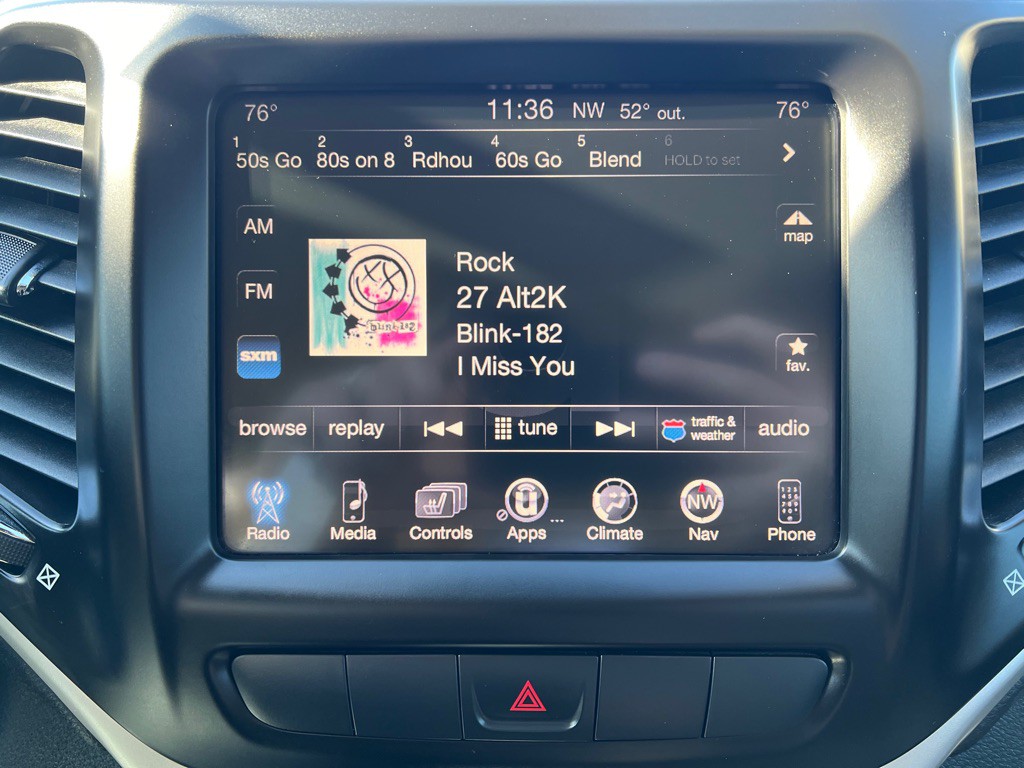 76° 11:36 NW 52° out. 76°
1 2 3 4 5 6
50s Go 80s on 8 Rdhou 60s Go Blend HOLD to set
AM
map
FM
blink-182
Rock
27 Alt2K
Blink-182
I Miss You
sxm
fav.
browse replay tune traffic & weather audio
NW
Radio Media Controls Apps ... Climate Nav Phone